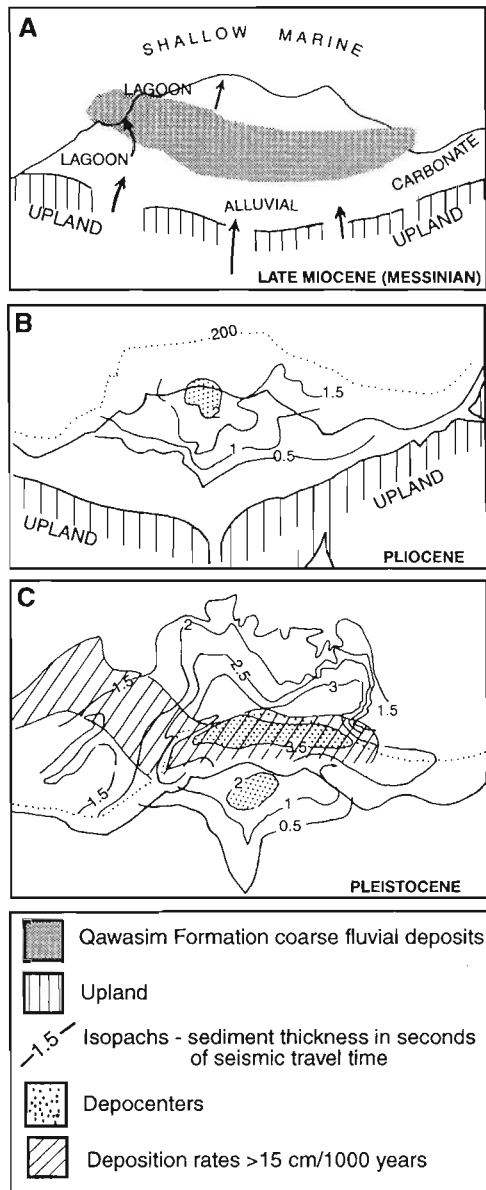 A
SHALLOW MARINE
LAGOON
LAGOON
CARBONATE
ALLUVIAL
UPLAND
UPLAND
LATE MIOCENE (MESSINIAN)
B
200
1.5
1
0.5
UPLAND
UPLAND
PLIOCENE
C
2
2.5
3
1.5
1.5
3.5
1.5
2
1
0.5
PLEISTOCENE
Qawasim Formation coarse fluvial deposits
Upland
1.5 Isopachs - sediment thickness in seconds
of seismic travel time
Depocenters
Deposition rates >15 cm/1000 years